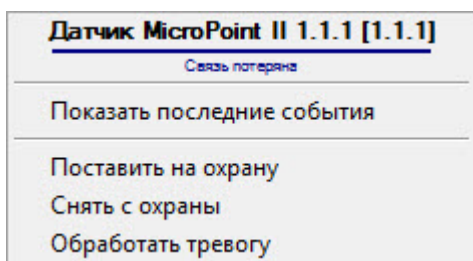 Датчик MicroPoint II 1.1.1 [1.1.1]
Связь потеряна
Показать последние события
Поставить на охрану
Снять с охраны
Обработать тревогу